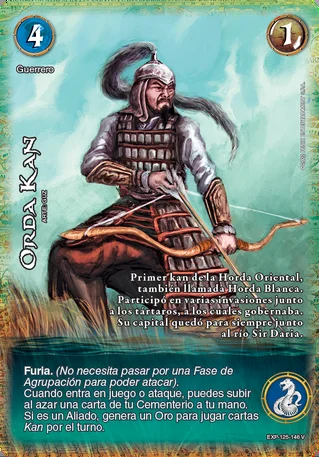 4
1
Guerrero
Orda Kan
ARTE: GUZ
Primer kan de la Horda Oriental,
también llamada Horda Blanca.
Participó en varias invasiones junto
a los tártaros, a los cuales gobernaba.
Su capital quedó para siempre junto
al río Sir Daria.
Furia. (No necesita pasar por una Fase de
Agrupación para poder atacar).
Cuando entra en juego o ataque, puedes subir
al azar una carta de tu Cementerio a tu mano.
Si es un Aliado, genera un Oro para jugar cartas
Kan por el turno.
EXP-125-146 V